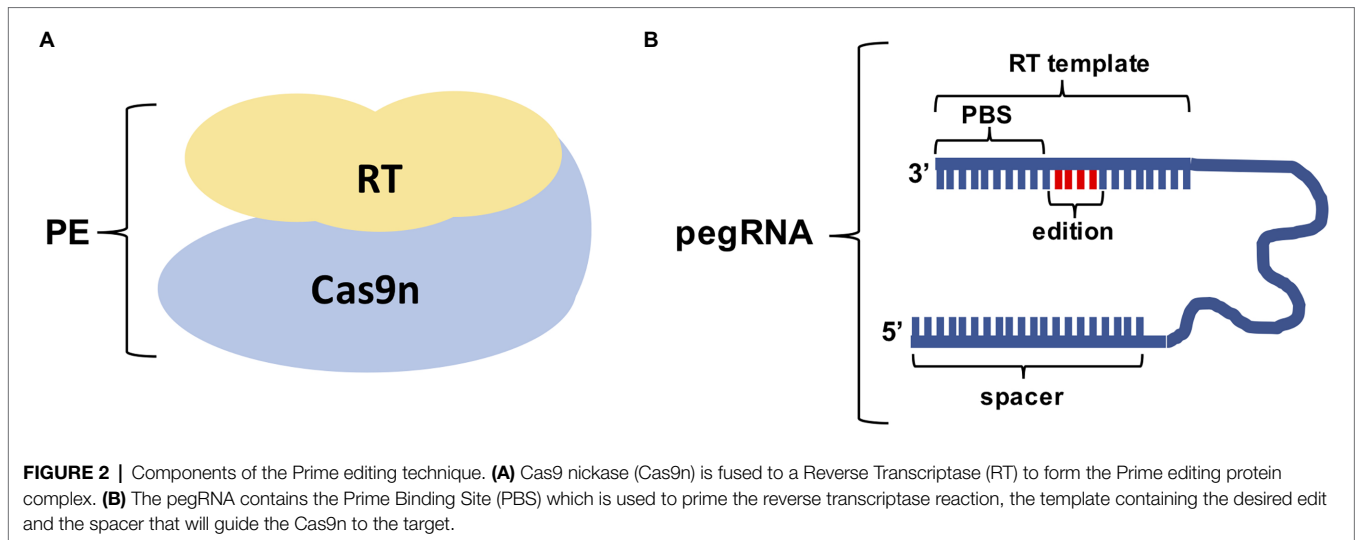 A
PE
RT
Cas9n
B
pegRNA
RT template
PBS
3’
edition
5’
spacer
FIGURE 2 | Components of the Prime editing technique. (A) Cas9 nickase (Cas9n) is fused to a Reverse Transcriptase (RT) to form the Prime editing protein
complex. (B) The pegRNA contains the Prime Binding Site (PBS) which is used to prime the reverse transcriptase reaction, the template containing the desired edit
and the spacer that will guide the Cas9n to the target.